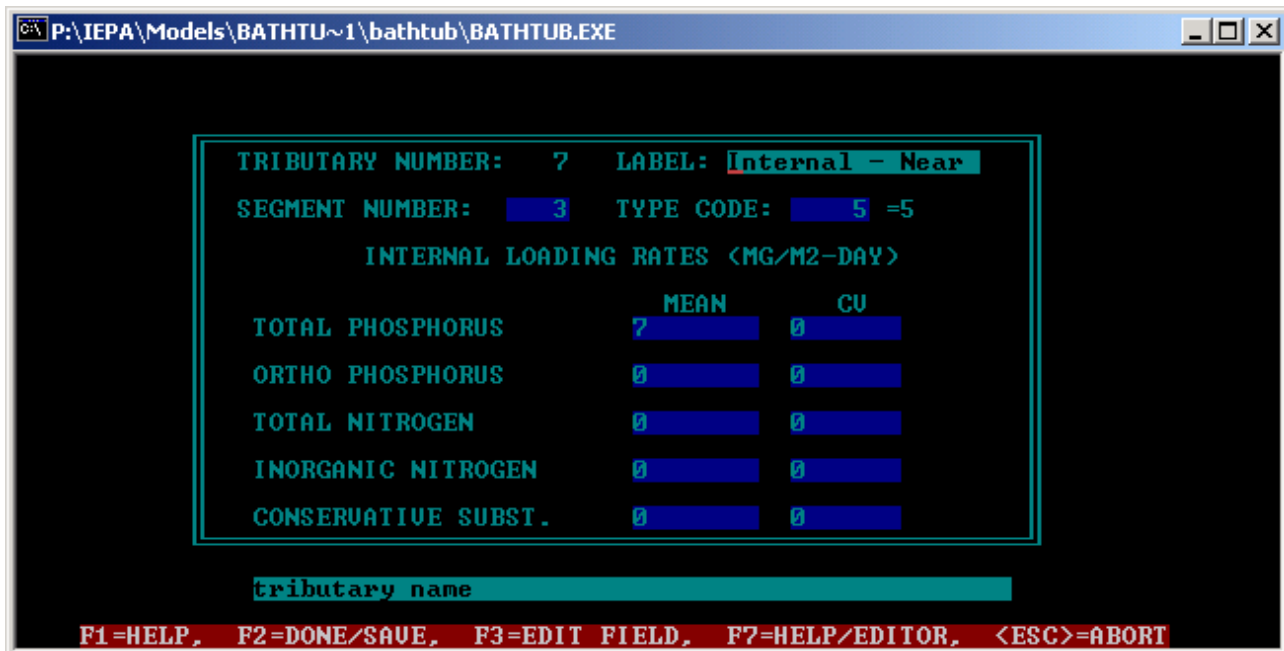 P:\IEPA\Models\BATHTU~1\bathtub\BATHTUB.EXE
TRIBUTARY NUMBER: 7 LABEL: Internal - Near
SEGMENT NUMBER: 3 TYPE CODE: 5 =5
INTERNAL LOADING RATES (MG/M2-DAY)
MEAN CV
TOTAL PHOSPHORUS 7 0
ORTHO PHOSPHORUS 0 0
TOTAL NITROGEN 0 0
INORGANIC NITROGEN 0 0
CONSERVATIVE SUBST. 0 0
tributary name
F1=HELP, F2=DONE/SAVE, F3=EDIT FIELD, F7=HELP/EDITOR, <ESC>=ABORT